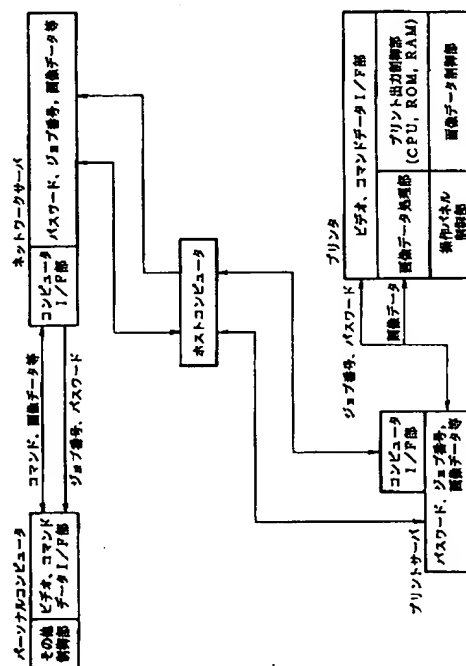 パーソナルコンピュータ
その他
制御部
ビデオ、コマンド
データI/F部
コマンド、画像データ等
ジョブ番号、パスワード
ネットワークサーバ
コンピュータ
I/F部
パスワード、ジョブ番号、画像データ等
ホストコンピュータ
プリントサーバ
コンピュータ
I/F部
パスワード、ジョブ番号,
画像データ等
ジョブ番号、パスワード
画像データ
プリンタ
ビデオ、コマンドデータI/F部
画像データ処理部
プリント出力制御部
(CPU, ROM, RAM)
操作パネル
制御部
画像データ制御部